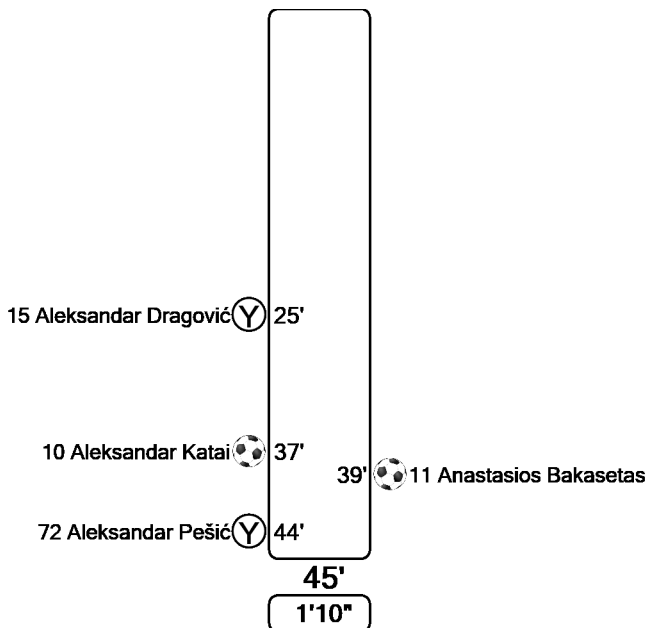 15 Aleksandar Dragović Y 25'
10 Aleksandar Katai 37'
39' 11 Anastasios Bakasetas
72 Aleksandar Pešić Y 44'
45'
1'10"